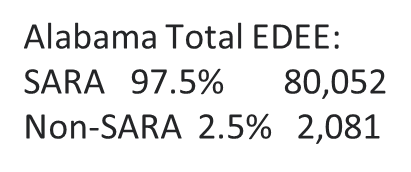 Alabama Total EDEE:
SARA 97.5% 80,052
Non-SARA 2.5% 2,081